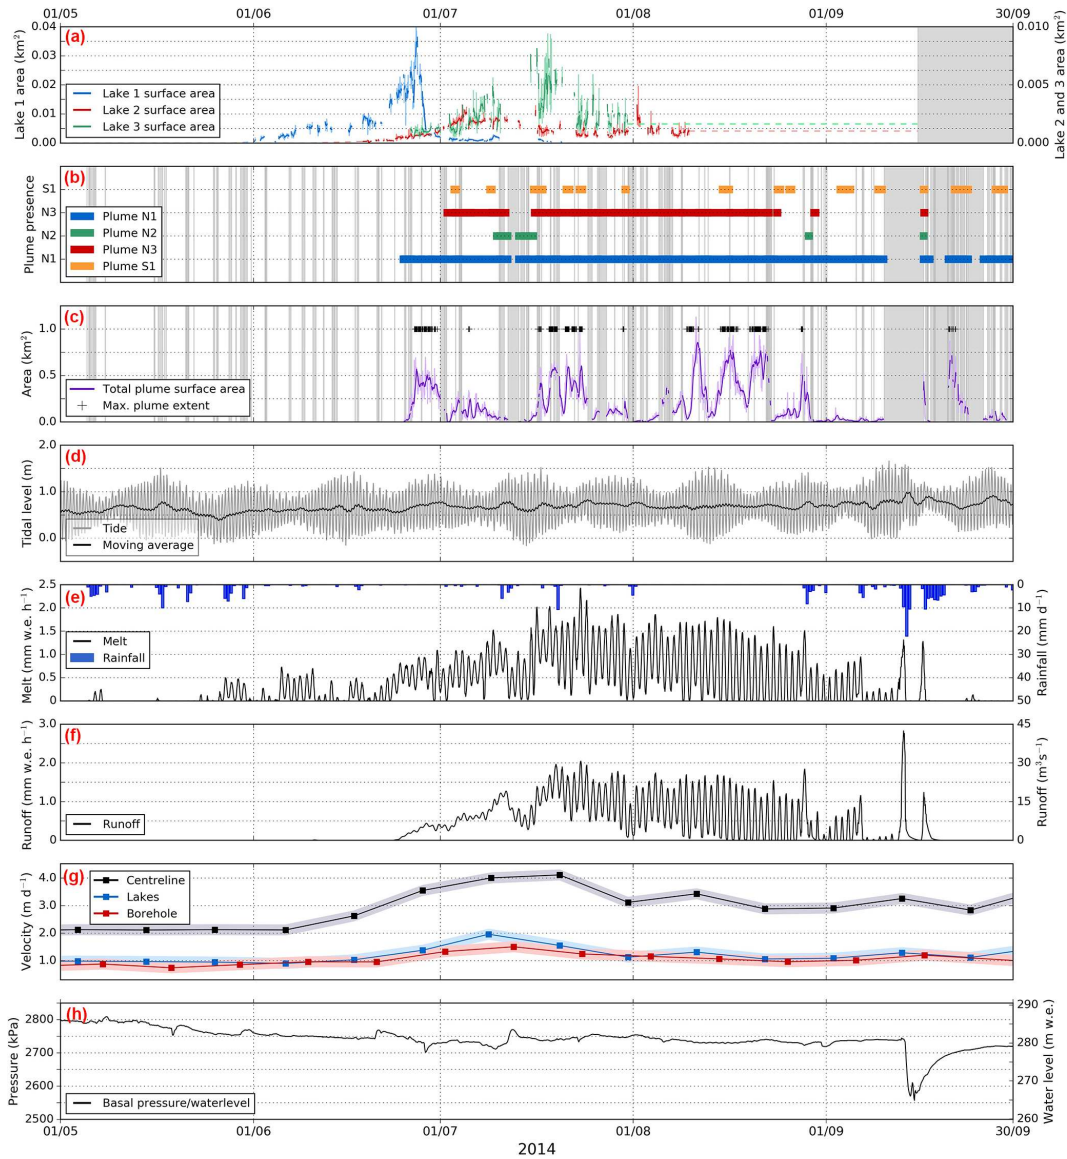 01/05 01/06 01/07 01/08 01/09 30/09
(a)
Lake 1 area (km²)
0.04
0.03
0.02
0.01
0.00
Lake 1 surface area
Lake 2 surface area
Lake 3 surface area
0.010
0.005
0.000
Lake 2 and 3 area (km²)
(b)
Plume presence
S1
N3
N2
N1
Plume N1
Plume N2
Plume N3
Plume S1
(c)
Area (km²)
1.0
0.5
0.0
Total plume surface area
Max. plume extent
(d)
Tidal level (m)
2.0
1.0
0.0
Tide
Moving average
(e)
Melt (mm w.e. h⁻¹)
2.5
2.0
1.5
1.0
0.5
0
Melt
Rainfall
0
10
20
30
40
50
Rainfall (mm d⁻¹)
(f)
Runoff (mm w.e. h⁻¹)
3.0
2.0
1.0
0
Runoff
45
30
15
0
Runoff (m³s⁻¹)
(g)
Velocity (m d⁻¹)
4.0
3.0
2.0
1.0
Centreline
Lakes
Borehole
(h)
Pressure (kPa)
2800
2700
2600
2500
Basal pressure/waterlevel
290
280
270
260
Water level (m w.e.)
01/05 01/06 01/07 01/08 01/09 30/09
2014